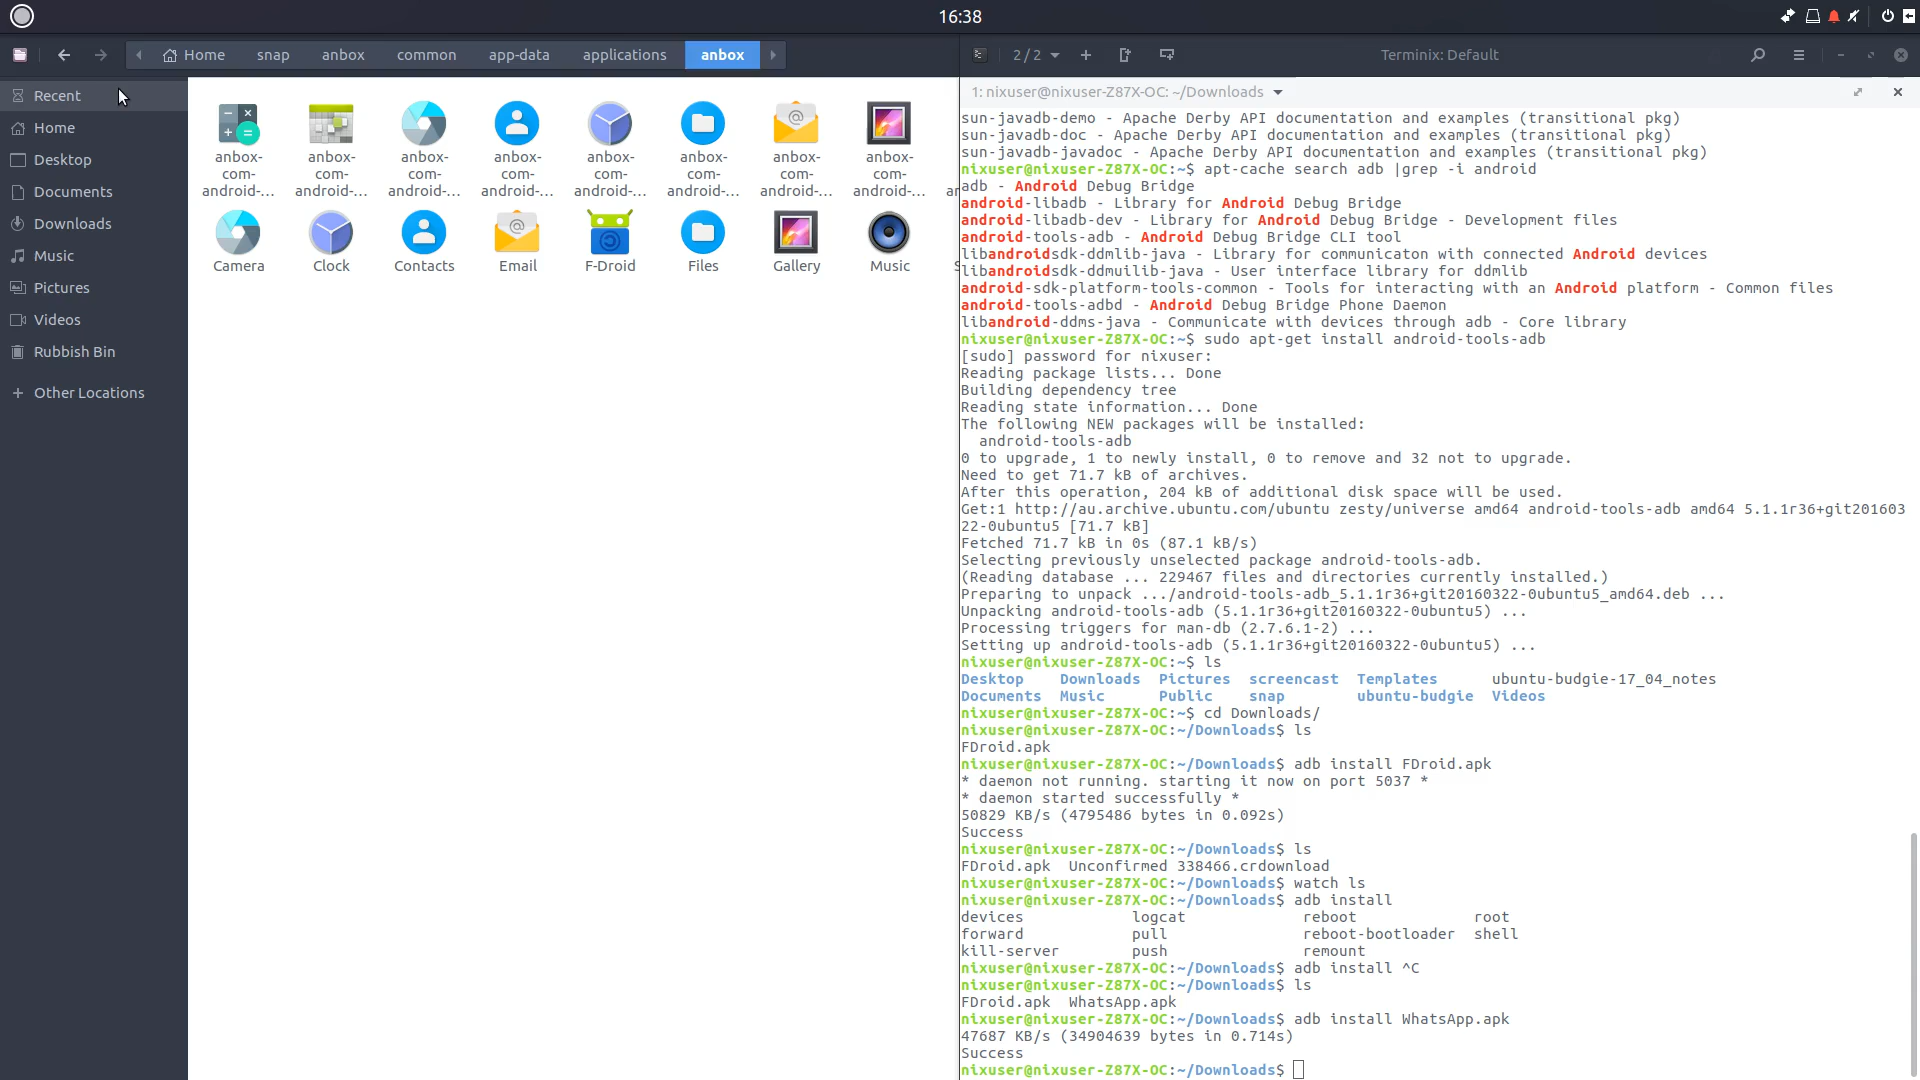 16:38
Home snap anbox common app-data applications anbox
2/2 Terminix: Default
Recent
Home
Desktop
Documents
Downloads
Music
Pictures
Videos
Rubbish Bin
Other Locations
anbox-com-android-... anbox-com-android-... anbox-com-android-... anbox-com-android-... anbox-com-android-... anbox-com-android-... anbox-com-android-... anbox-com-android-...
Camera Clock Contacts Email F-Droid Files Gallery Music
1: nixuser@nixuser-Z87X-OC: ~/Downloads
sun-javadb-demo - Apache Derby API documentation and examples (transitional pkg)
sun-javadb-doc - Apache Derby API documentation and examples (transitional pkg)
sun-javadb-javadoc - Apache Derby API documentation and examples (transitional pkg)
nixuser@nixuser-Z87X-OC:~$ apt-cache search adb |grep -i android
adb - Android Debug Bridge
android-libadb - Library for Android Debug Bridge
android-libadb-dev - Library for Android Debug Bridge - Development files
android-tools-adb - Android Debug Bridge CLI tool
libandroidsdk-ddmlib-java - Library for communicaton with connected Android devices
libandroidsdk-ddmuilib-java - User interface library for ddmlib
android-sdk-platform-tools-common - Tools for interacting with an Android platform - Common files
android-tools-adbd - Android Debug Bridge Phone Daemon
libandroid-ddms-java - Communicate with devices through adb - Core library
nixuser@nixuser-Z87X-OC:~$ sudo apt-get install android-tools-adb
[sudo] password for nixuser:
Reading package lists... Done
Building dependency tree
Reading state information... Done
The following NEW packages will be installed:
  android-tools-adb
0 to upgrade, 1 to newly install, 0 to remove and 32 not to upgrade.
Need to get 71.7 kB of archives.
After this operation, 204 kB of additional disk space will be used.
Get:1 http://au.archive.ubuntu.com/ubuntu zesty/universe amd64 android-tools-adb amd64 5.1.1r36+git201603
22-0ubuntu5 [71.7 kB]
Fetched 71.7 kB in 0s (87.1 kB/s)
Selecting previously unselected package android-tools-adb.
(Reading database ... 229467 files and directories currently installed.)
Preparing to unpack .../android-tools-adb_5.1.1r36+git20160322-0ubuntu5_amd64.deb ...
Unpacking android-tools-adb (5.1.1r36+git20160322-0ubuntu5) ...
Processing triggers for man-db (2.7.6.1-2) ...
Setting up android-tools-adb (5.1.1r36+git20160322-0ubuntu5) ...
nixuser@nixuser-Z87X-OC:~$ ls
Desktop    Downloads  Pictures  screencast  Templates      ubuntu-budgie-17_04_notes
Documents  Music      Public    snap        ubuntu-budgie  Videos
nixuser@nixuser-Z87X-OC:~$ cd Downloads/
nixuser@nixuser-Z87X-OC:~/Downloads$ ls
FDroid.apk
nixuser@nixuser-Z87X-OC:~/Downloads$ adb install FDroid.apk
* daemon not running. starting it now on port 5037 *
* daemon started successfully *
50829 KB/s (4795486 bytes in 0.092s)
Success
nixuser@nixuser-Z87X-OC:~/Downloads$ ls
FDroid.apk  Unconfirmed 338466.crdownload
nixuser@nixuser-Z87X-OC:~/Downloads$ watch ls
nixuser@nixuser-Z87X-OC:~/Downloads$ adb install
devices            logcat             reboot             root
forward            pull               reboot-bootloader  shell
kill-server        push               remount
nixuser@nixuser-Z87X-OC:~/Downloads$ adb install ^C
nixuser@nixuser-Z87X-OC:~/Downloads$ ls
FDroid.apk  WhatsApp.apk
nixuser@nixuser-Z87X-OC:~/Downloads$ adb install WhatsApp.apk
47687 KB/s (34904639 bytes in 0.714s)
Success
nixuser@nixuser-Z87X-OC:~/Downloads$